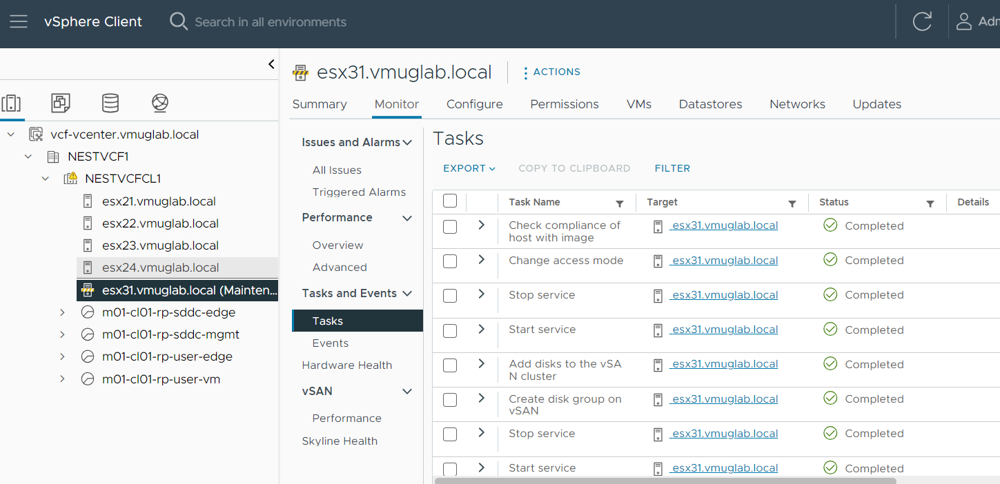 vSphere Client
Search in all environments
Adm
esx31.vmuglab.local
ACTIONS
Summary
Monitor
Configure
Permissions
VMs
Datastores
Networks
Updates
vcf-vcenter.vmuglab.local
NESTVCF1
NESTVCFCL1
esx21.vmuglab.local
esx22.vmuglab.local
esx23.vmuglab.local
esx24.vmuglab.local
esx31.vmuglab.local (Mainten...
m01-cl01-rp-sddc-edge
m01-cl01-rp-sddc-mgmt
m01-cl01-rp-user-edge
m01-cl01-rp-user-vm
Issues and Alarms
All Issues
Triggered Alarms
Performance
Overview
Advanced
Tasks and Events
Tasks
Events
Hardware Health
vSAN
Performance
Skyline Health
Tasks
EXPORT
COPY TO CLIPBOARD
FILTER
Task Name Target Status Details
Check compliance of esx31.vmuglab.local Completed
host with image
Change access mode esx31.vmuglab.local Completed
Stop service esx31.vmuglab.local Completed
Start service esx31.vmuglab.local Completed
Add disks to the vSA esx31.vmuglab.local Completed
N cluster
Create disk group on esx31.vmuglab.local Completed
vSAN
Stop service esx31.vmuglab.local Completed
Start service esx31.vmuglab.local Completed